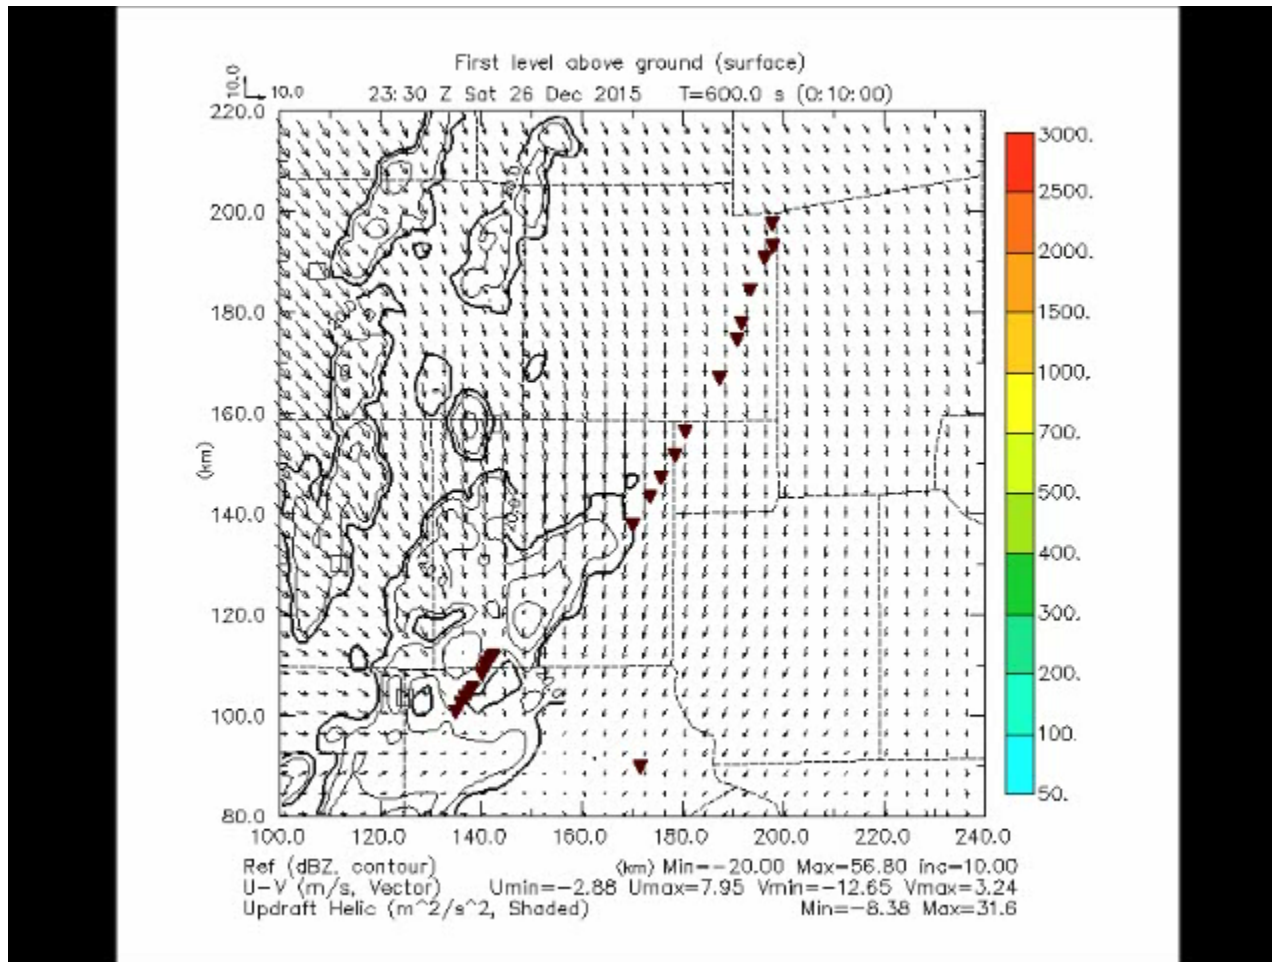 First level above ground (surface)
10.0
10.0
23:30 Z Sat 26 Dec 2015 T=600.0 s (0:10:00)
220.0
200.0
180.0
160.0
140.0
120.0
100.0
80.0
(km)
100.0 120.0 140.0 160.0 180.0 200.0 220.0 240.0
(km)
3000.
2500.
2000.
1500.
1000.
700.
500.
400.
300.
200.
100.
50.
Ref (dBZ, contour) Min=-20.00 Max=56.80 inc=10.00
U-V (m/s, Vector) Umin=-2.88 Umax=7.95 Vmin=-12.65 Vmax=3.24
Updraft Helic (m^2/s^2, Shaded) Min=-8.38 Max=31.6